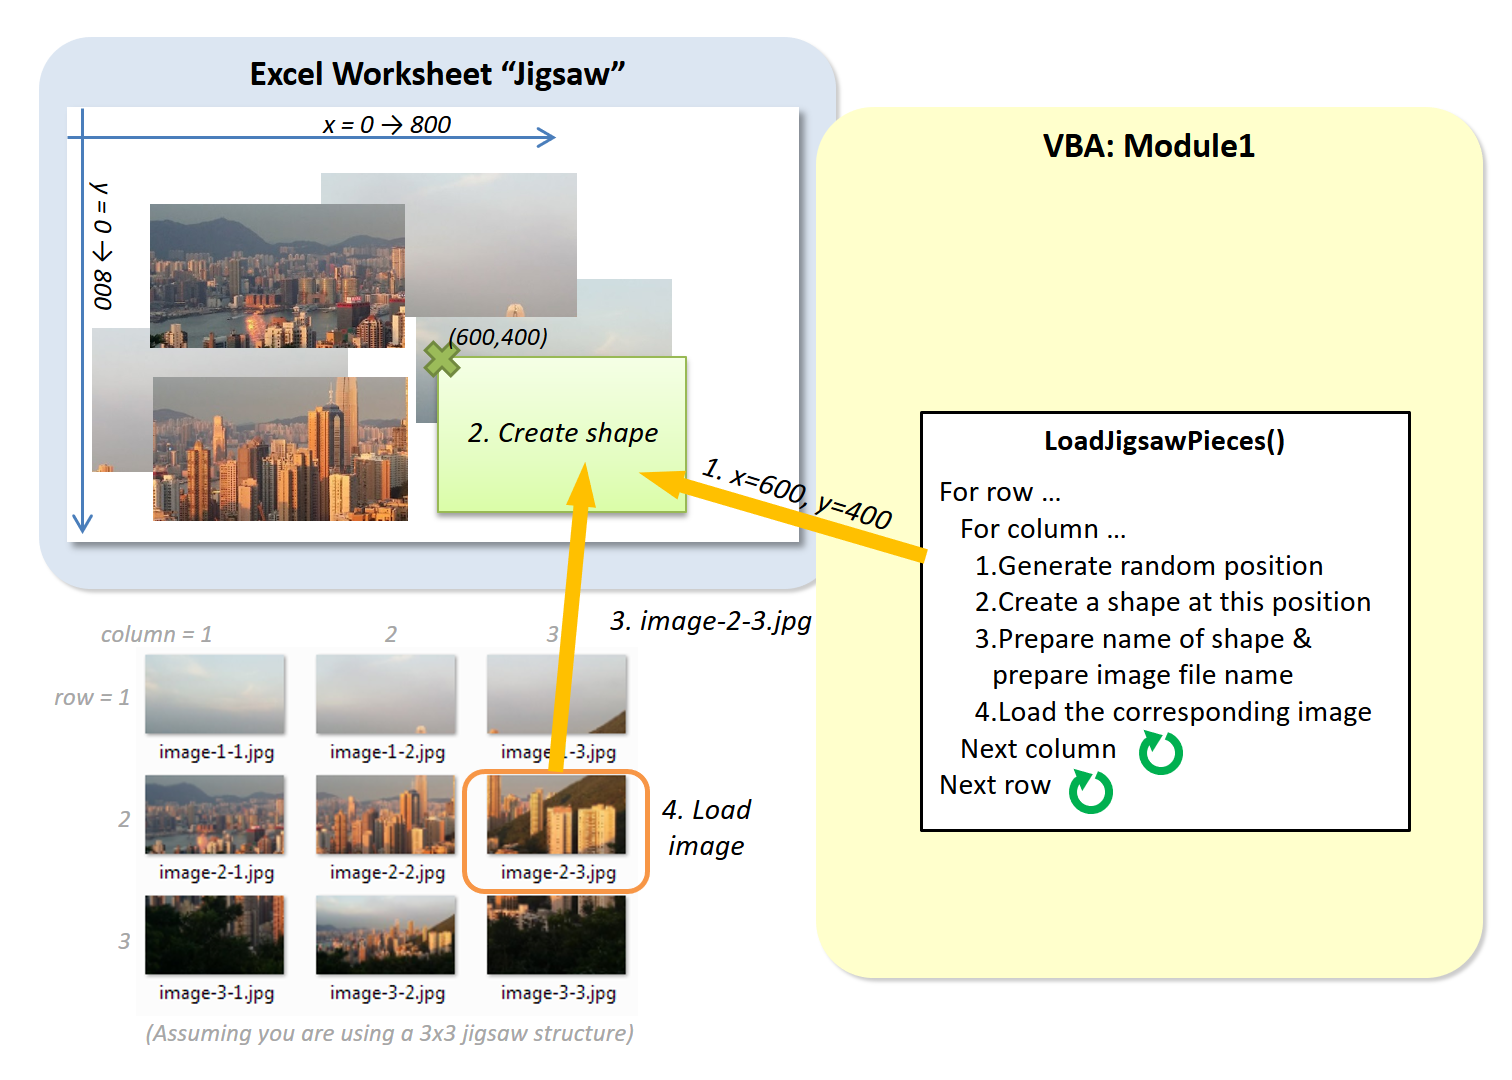 Excel Worksheet “Jigsaw”
x = 0 → 800
y = 0 → 800
(600,400)
2. Create shape
1. x=600, y=400
VBA: Module1
LoadJigsawPieces()
For row …
For column …
1.Generate random position
2.Create a shape at this position
3.Prepare name of shape &
prepare image file name
4.Load the corresponding image
Next column
Next row
3. image-2-3.jpg
column = 1 2 3
row = 1
image-1-1.jpg image-1-2.jpg image-1-3.jpg
2
4. Load
image
image-2-1.jpg image-2-2.jpg image-2-3.jpg
3
image-3-1.jpg image-3-2.jpg image-3-3.jpg
(Assuming you are using a 3x3 jigsaw structure)